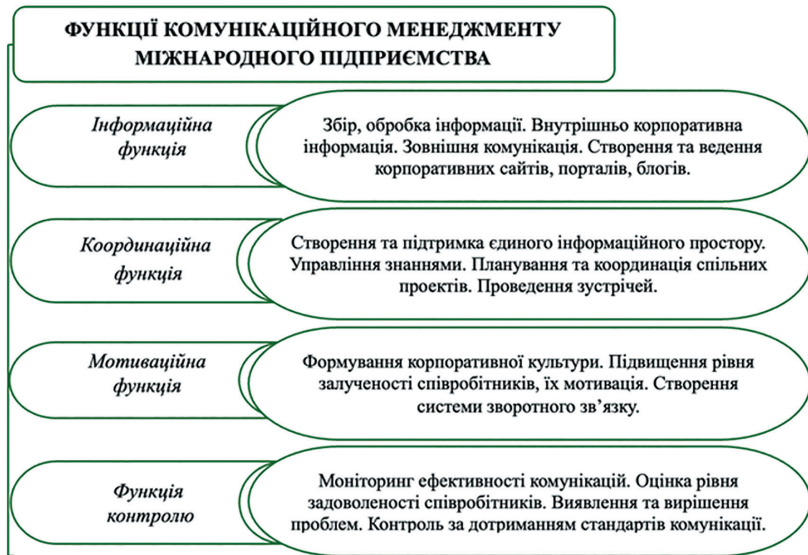 ФУНКЦІЇ КОМУНІКАЦІЙНОГО МЕНЕДЖМЕНТУ
МІЖНАРОДНОГО ПІДПРИЄМСТВА
Інформаційна
функція
Збір, обробка інформації. Внутрішньо корпоративна
інформація. Зовнішня комунікація. Створення та ведення
корпоративних сайтів, порталів, блогів.
Координаційна
функція
Створення та підтримка єдиного інформаційного простору.
Управління знаннями. Планування та координація спільних
проектів. Проведення зустрічей.
Мотиваційна
функція
Формування корпоративної культури. Підвищення рівня
залученості співробітників, їх мотивація. Створення
системи зворотного зв’язку.
Функція
контролю
Моніторинг ефективності комунікацій. Оцінка рівня
задоволеності співробітників. Виявлення та вирішення
проблем. Контроль за дотриманням стандартів комунікації.